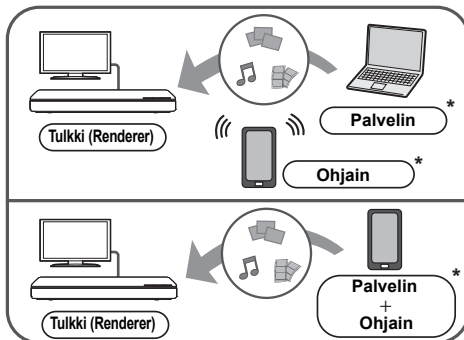 Palvelin*
Tulkki (Renderer)
Ohjain*
Tulkki (Renderer)
Palvelin*
+
Ohjain